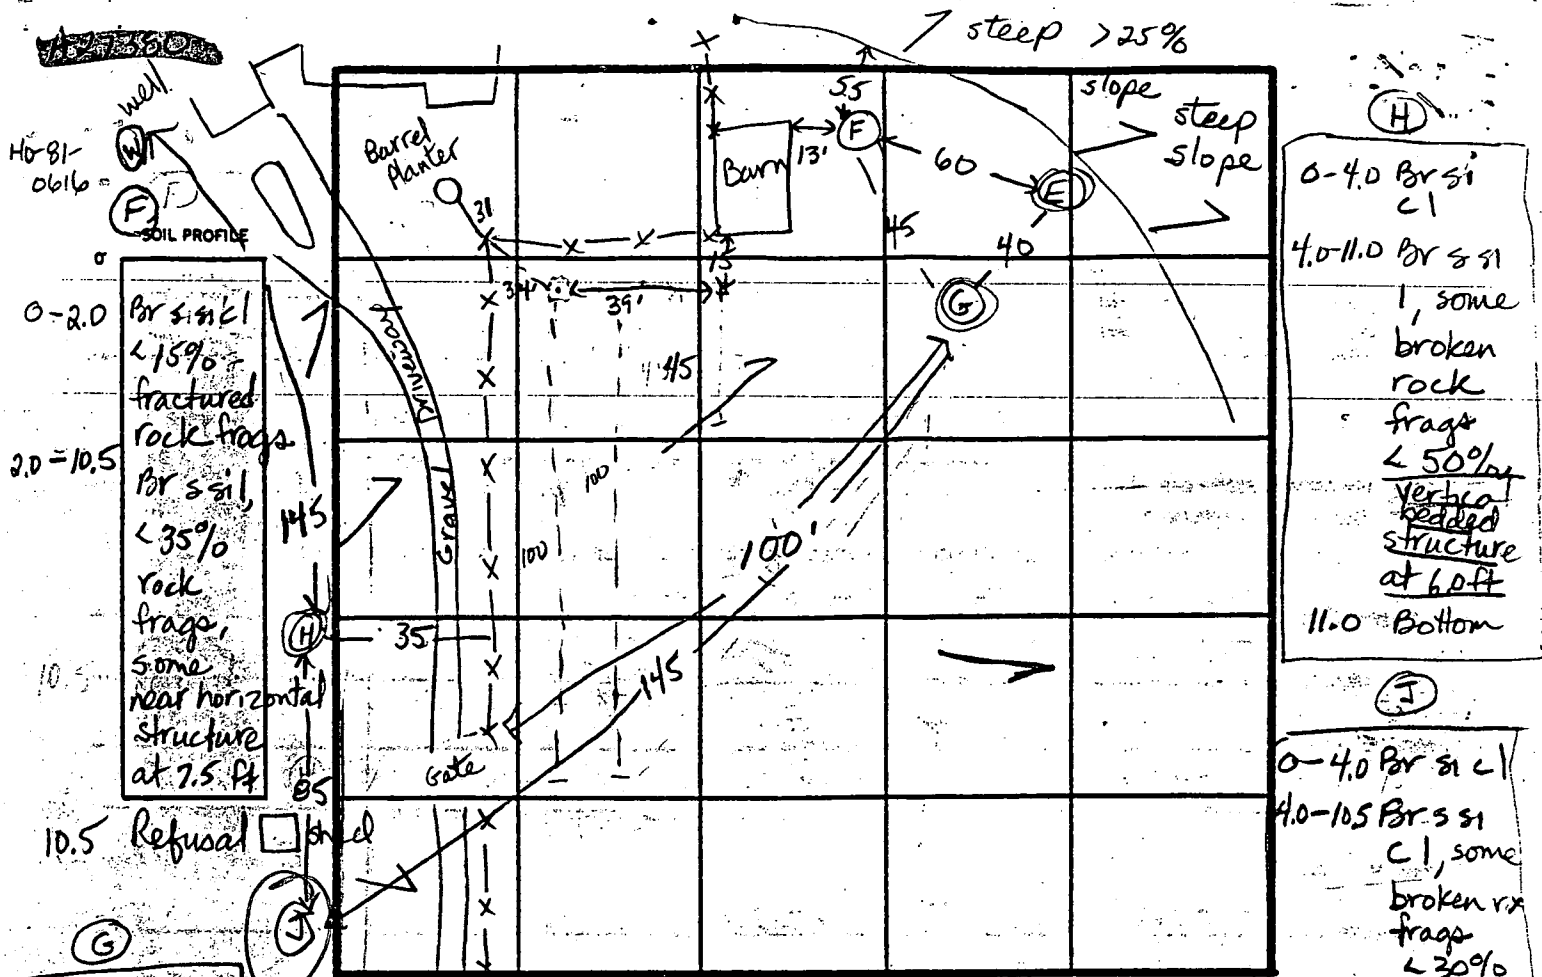 A27380
well
W
HO-81-
0616
F
SOIL PROFILE
0
0-2.0 Br si si cl
<15%
fractured
rock frags
2.0-10.5
Br s sil,
<35%
rock
frags,
some
near horizontal
structure
at 7.5 ft
10.5 Refusal
shed
G
145
H
35
85
J
steep >25%
slope
steep
slope
Barrel
Planter
31
34'
39'
Barn
13'
15
55
F
60
E
45
40
G
145
100
100
100'
145
Gravel Driveway
Gate
H
0-4.0 Br si
cl
4.0-11.0 Br s si
l, some
broken
rock
frags
<50%
vertical
bedded
structure
at 6.0 ft
11.0 Bottom
J
0-4.0 Br si cl
4.0-10.5 Br s si
cl, some
broken rx
frags
<30%